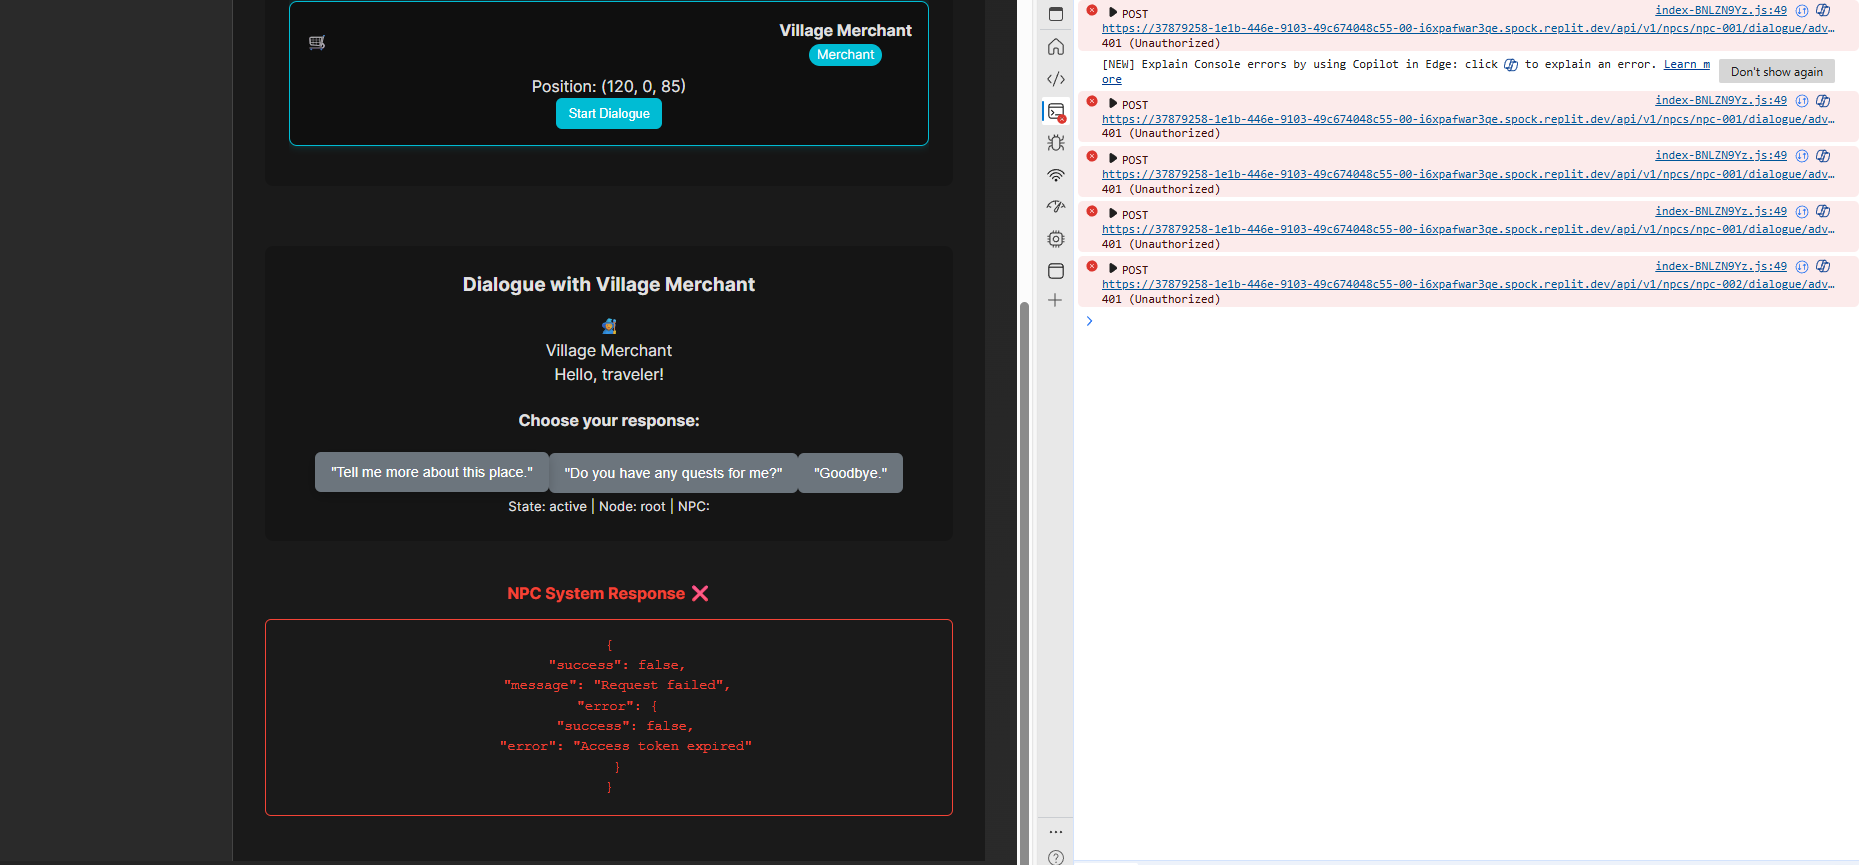 Village Merchant
Merchant
Position: (120, 0, 85)
Start Dialogue
Dialogue with Village Merchant
Village Merchant
Hello, traveler!
Choose your response:
"Tell me more about this place." "Do you have any quests for me?" "Goodbye."
State: active | Node: root | NPC:
NPC System Response ❌
{
"success": false,
"message": "Request failed",
"error": {
"success": false,
"error": "Access token expired"
}
}
POST index-BNLZN9Yz.js:49
https://37879258-1e1b-446e-9103-49c674048c55-00-i6xpafwar3qe.spock.replit.dev/api/v1/npcs/npc-001/dialogue/adv…
401 (Unauthorized)
[NEW] Explain Console errors by using Copilot in Edge: click to explain an error. Learn m
ore
Don't show again
POST index-BNLZN9Yz.js:49
https://37879258-1e1b-446e-9103-49c674048c55-00-i6xpafwar3qe.spock.replit.dev/api/v1/npcs/npc-001/dialogue/adv…
401 (Unauthorized)
POST index-BNLZN9Yz.js:49
https://37879258-1e1b-446e-9103-49c674048c55-00-i6xpafwar3qe.spock.replit.dev/api/v1/npcs/npc-001/dialogue/adv…
401 (Unauthorized)
POST index-BNLZN9Yz.js:49
https://37879258-1e1b-446e-9103-49c674048c55-00-i6xpafwar3qe.spock.replit.dev/api/v1/npcs/npc-001/dialogue/adv…
401 (Unauthorized)
POST index-BNLZN9Yz.js:49
https://37879258-1e1b-446e-9103-49c674048c55-00-i6xpafwar3qe.spock.replit.dev/api/v1/npcs/npc-002/dialogue/adv…
401 (Unauthorized)